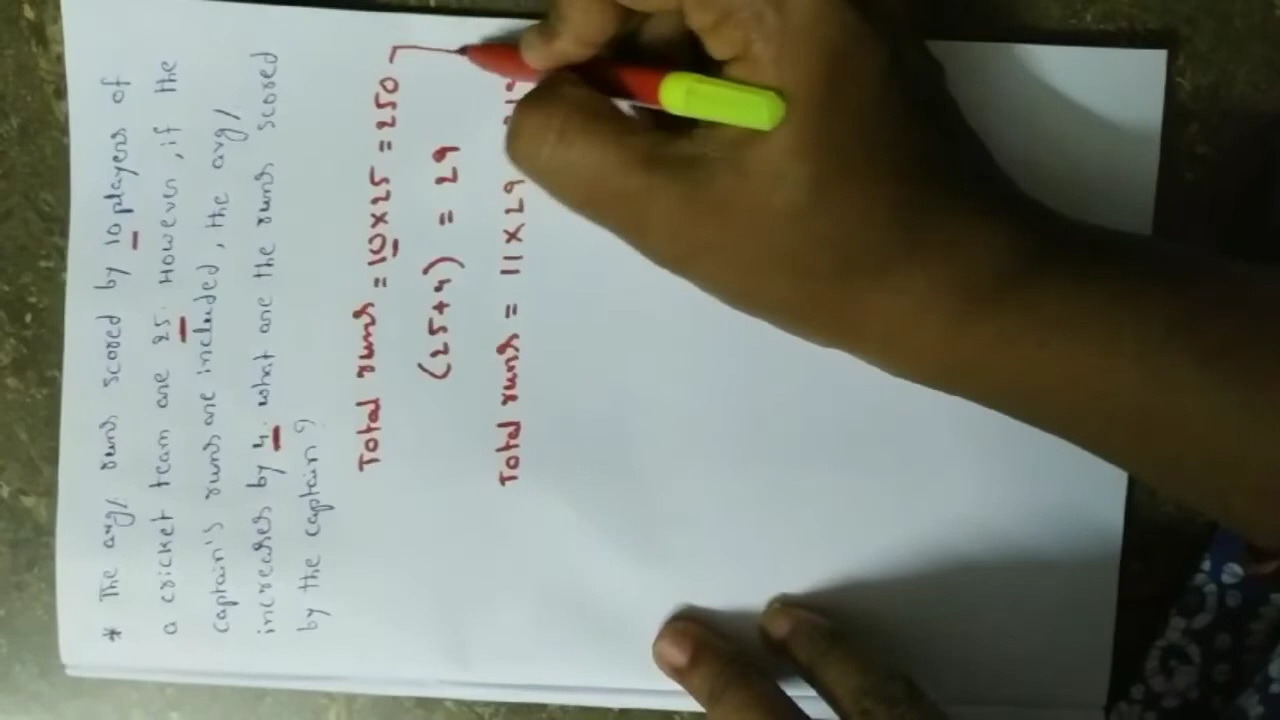 * The avg/. runs scored by 10 players of
a cricket team are 25. However, if the
captain's runs are included, the avg/.
increases by 4. what are the runs scored
by the captain?
Total runs = 10×25 = 250
(25+4) = 29
Total runs = 11×29